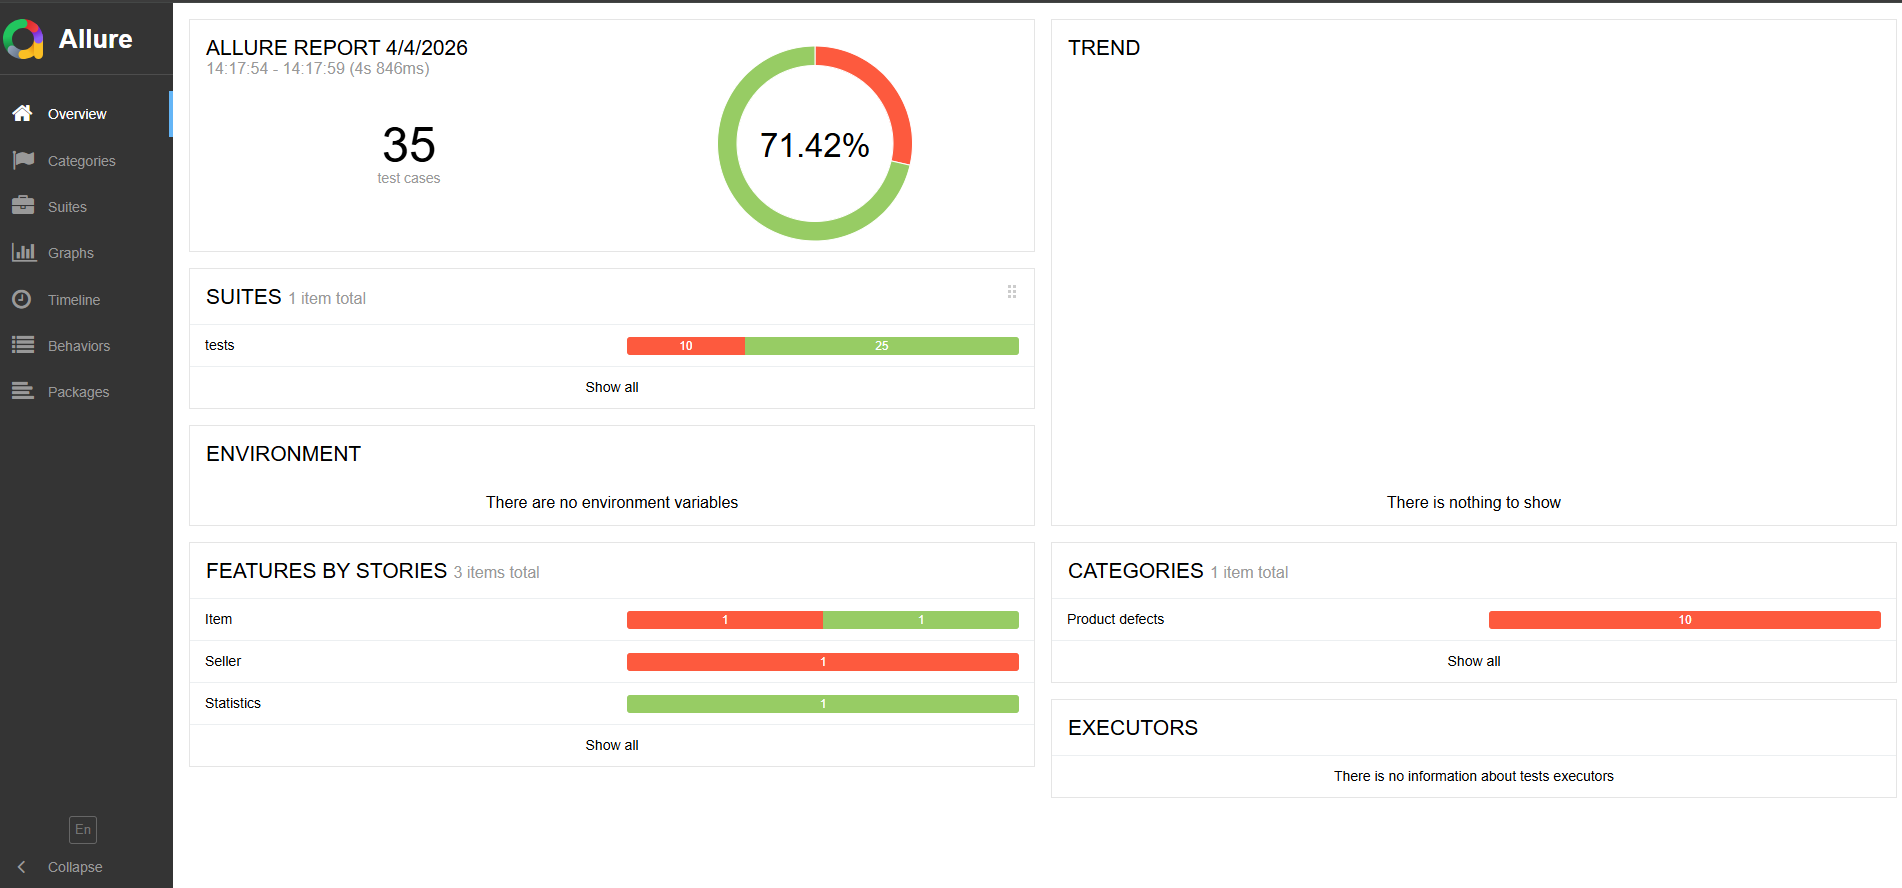 Allure
Overview
Categories
Suites
Graphs
Timeline
Behaviors
Packages
En
Collapse
ALLURE REPORT 4/4/2026
14:17:54 - 14:17:59 (4s 846ms)
35
test cases
71.42%
SUITES 1 item total
tests 10 25
Show all
ENVIRONMENT
There are no environment variables
FEATURES BY STORIES 3 items total
Item 1 1
Seller 1
Statistics 1
Show all
TREND
There is nothing to show
CATEGORIES 1 item total
Product defects 10
Show all
EXECUTORS
There is no information about tests executors